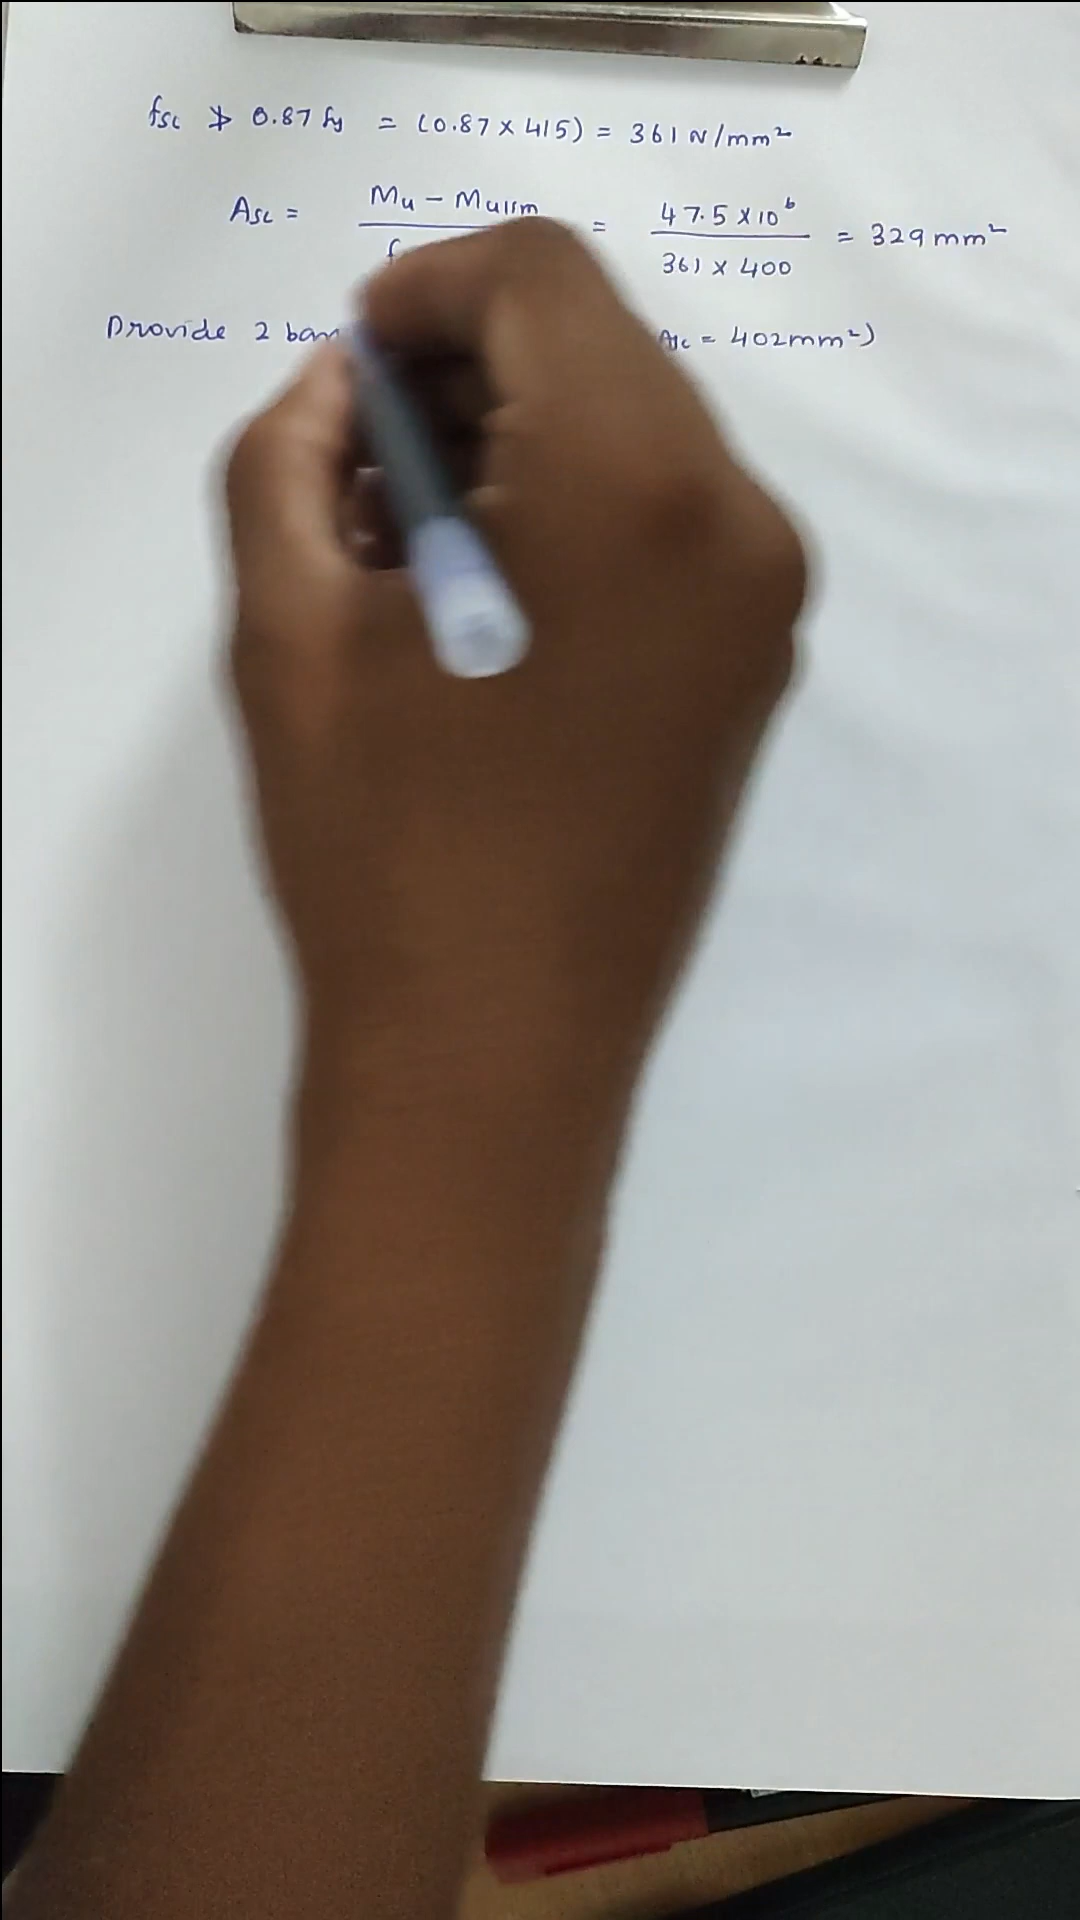 fsc ≯ 0.87 fy = (0.87 × 415) = 361 N/mm²
Asc = Mu - Mulim / f = 47.5 × 10⁶ / 361 × 400 = 329 mm²
Provide 2 bars Asc = 402mm²)